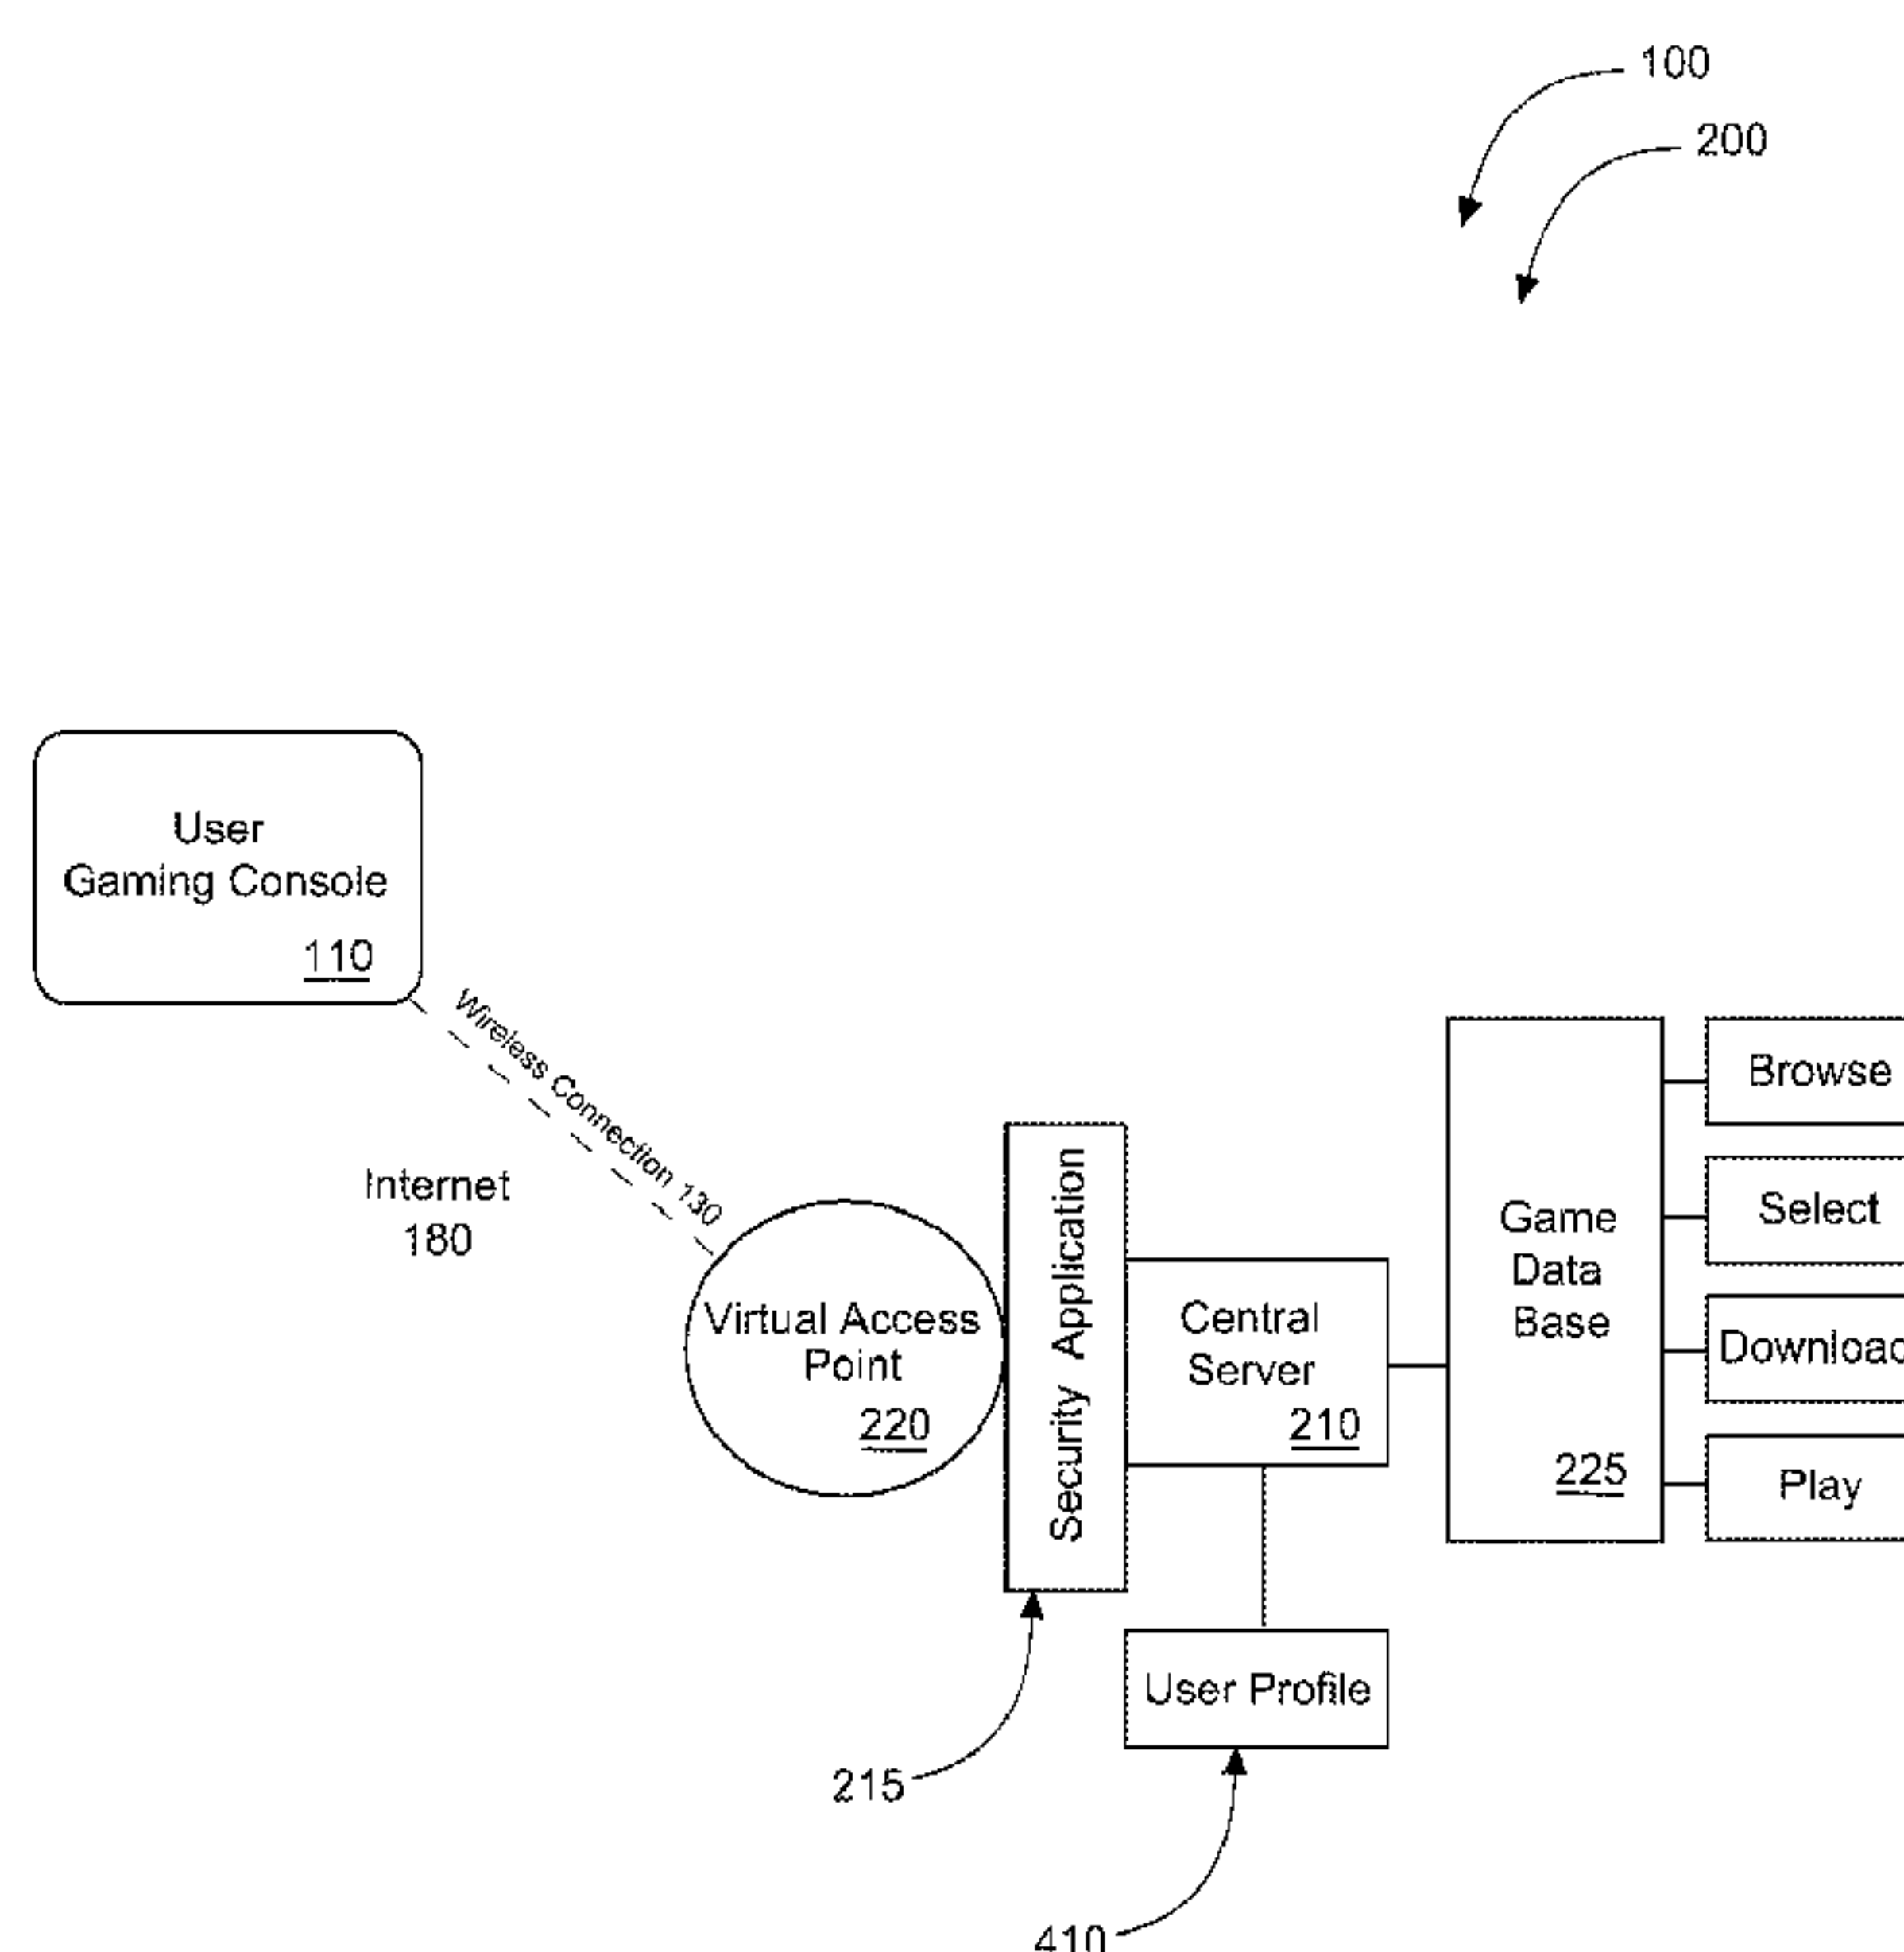 100
200
User
Gaming Console
110
Wireless Connection 130
Internet
180
Virtual Access
Point
220
Security Application
Central
Server
210
Game
Data
Base
225
Browse
Select
Download
Play
User Profile
215
410